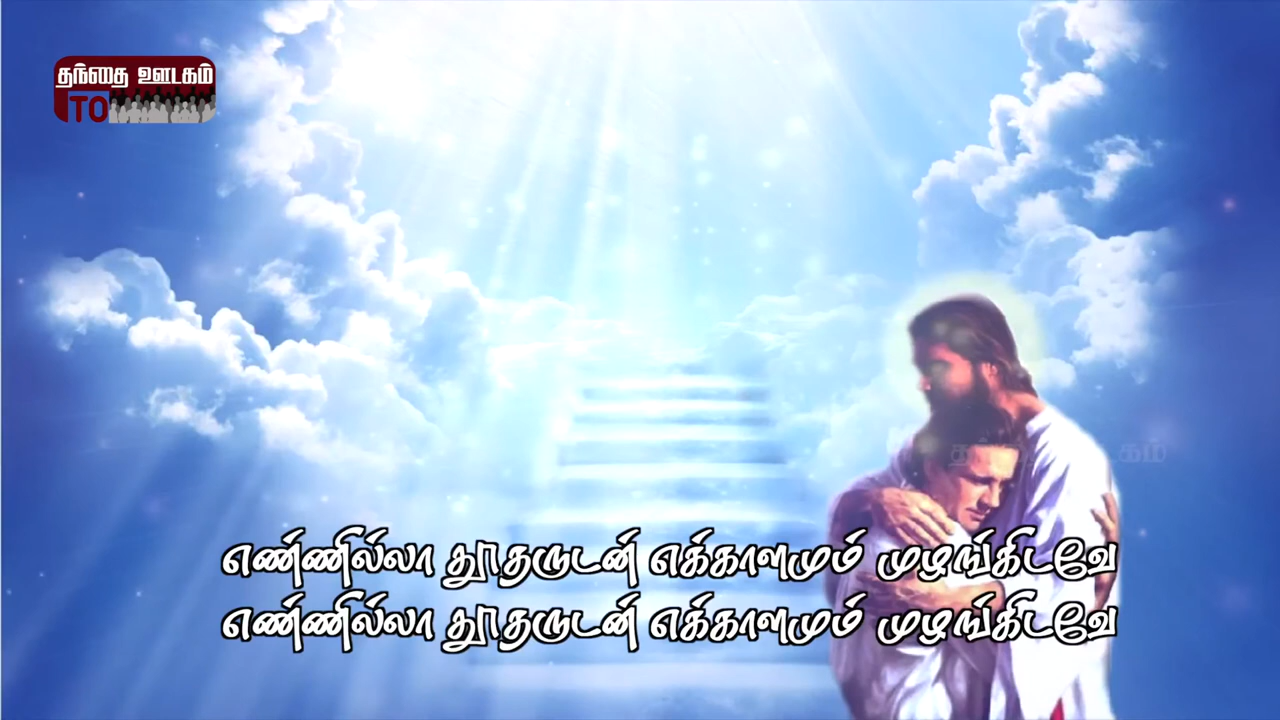 தந்தை ஊடகம்
TO
எண்ணில்லா தூதருடன் எக்காளமும் முழங்கிடவே
எண்ணில்லா தூதருடன் எக்காளமும் முழங்கிடவே